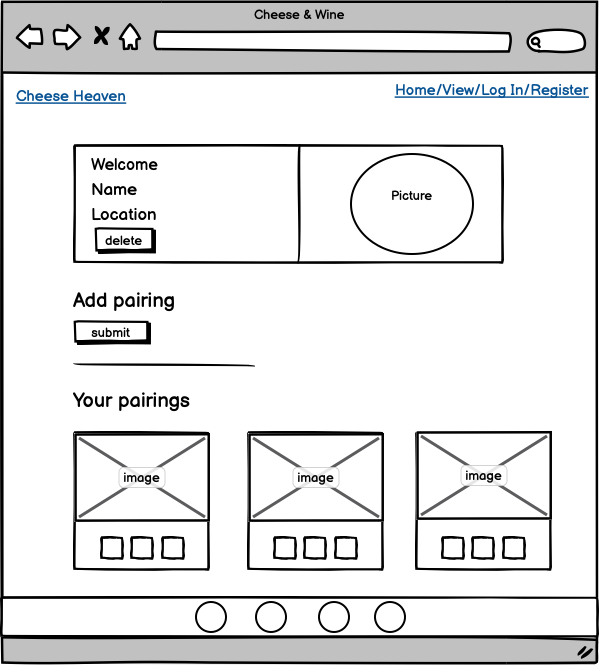 Cheese & Wine
Cheese Heaven
Home/View/Log In/Register
Welcome
Name
Location
delete
Picture
Add pairing
submit
Your pairings
image
image
image